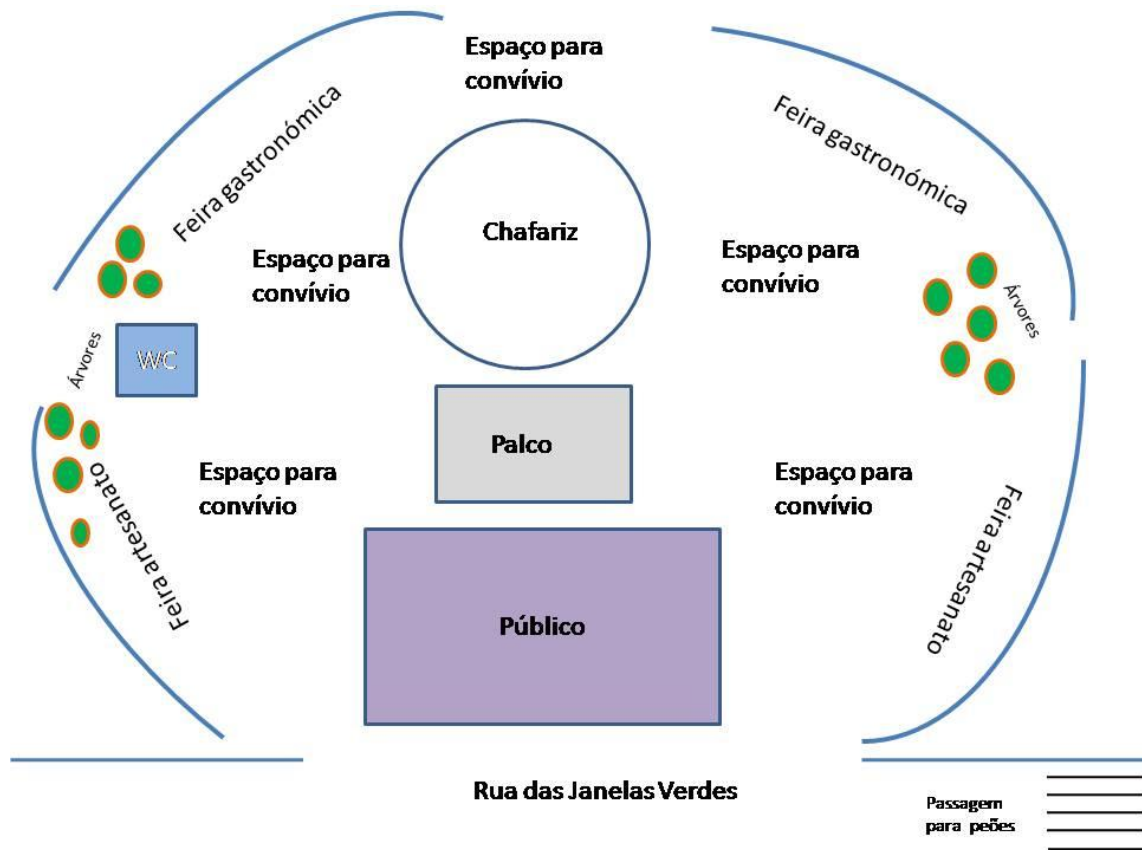 Espaço para
convívio
Feira gastronómica
Feira gastronómica
Chafariz
Espaço para
convívio
Espaço para
convívio
Árvores
Árvores
WC
Palco
Espaço para
convívio
Espaço para
convívio
Feira artesanato
Feira artesanato
Público
Rua das Janelas Verdes
Passagem
para peões